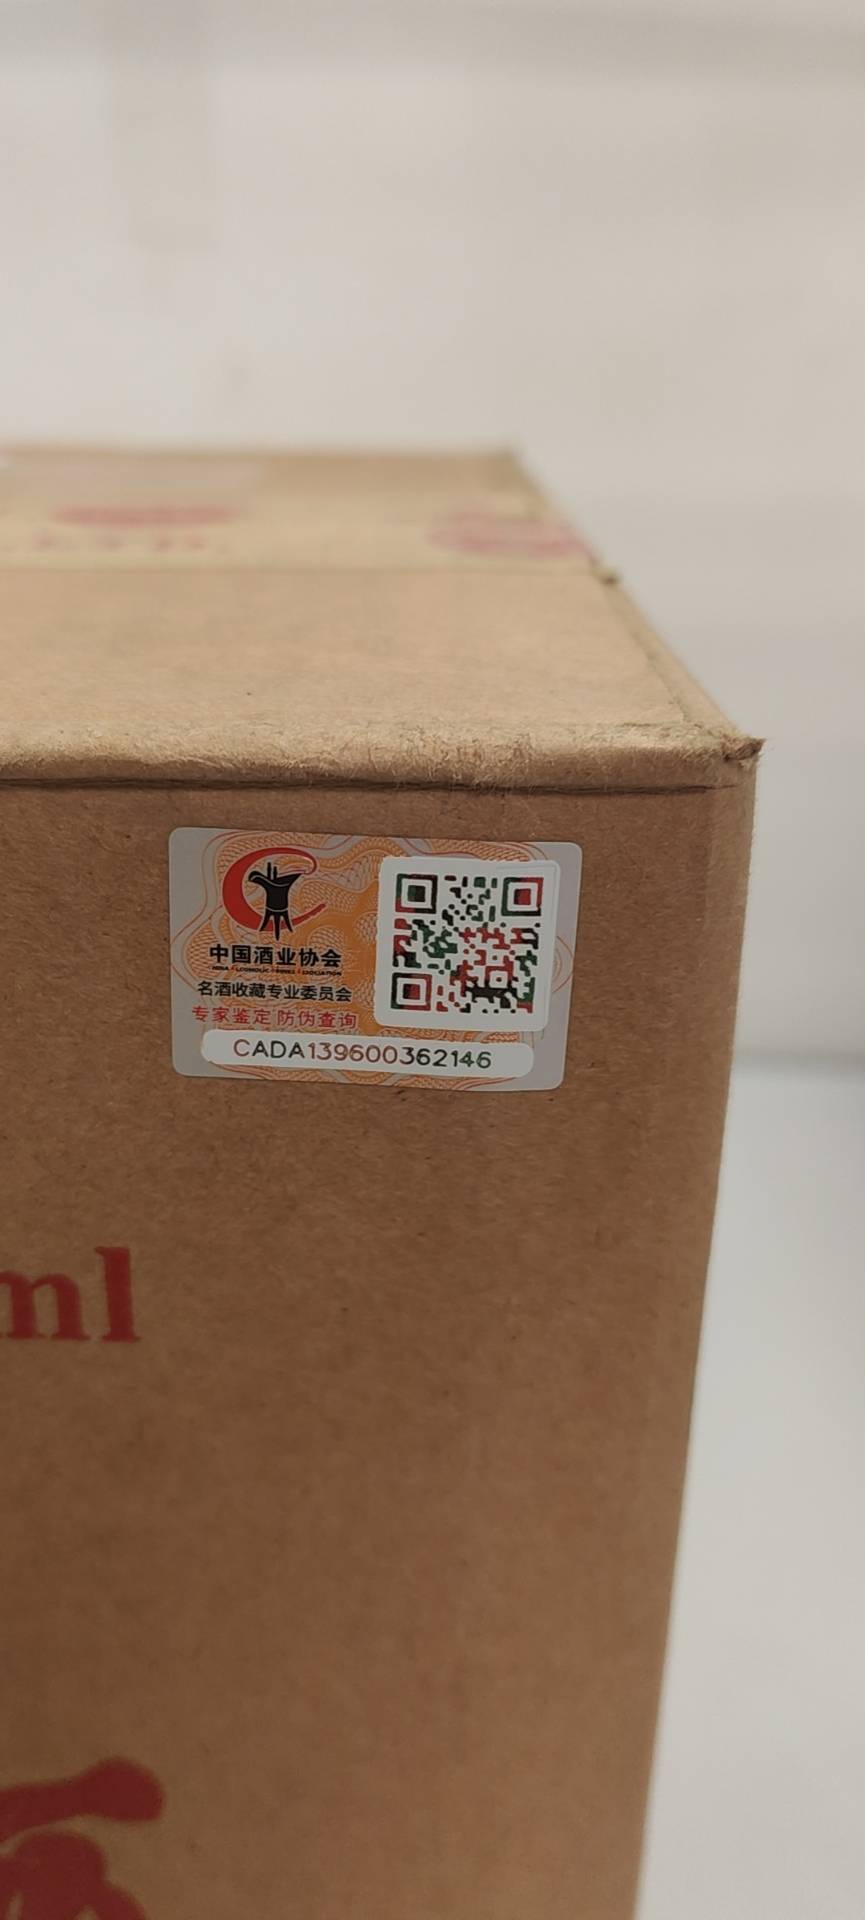 中国酒业协会
名酒收藏专业委员会
专家鉴定 防伪查询
CADA139600362146
ml
酒